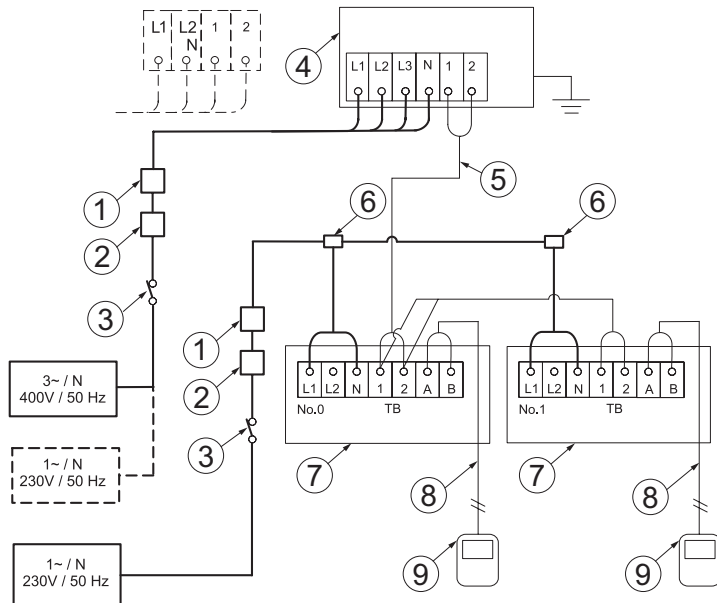 L1 L2 N 1 2
4
L1 L2 L3 N 1 2
1
5
6
6
2
3
1
3~ / N
400V / 50 Hz
2
L1 L2 N 1 2 A B
No.0 TB
L1 L2 N 1 2 A B
No.1 TB
3
1~ / N
230V / 50 Hz
7
8
7
8
1~ / N
230V / 50 Hz
9
9